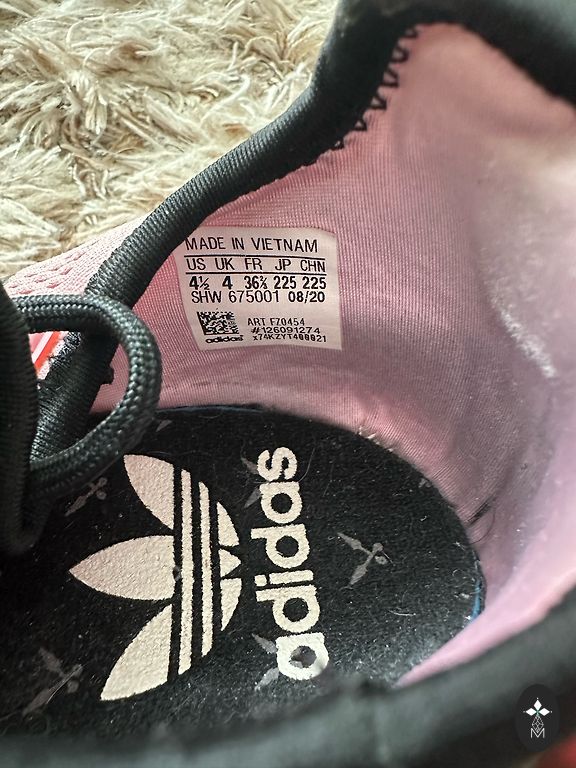 MADE IN VIETNAM
US UK FR JP CHN
4½ 4 36⅔ 225 225
SHW 675001 08/20
ART FZ0454
#126091274
adidas
adidas
M